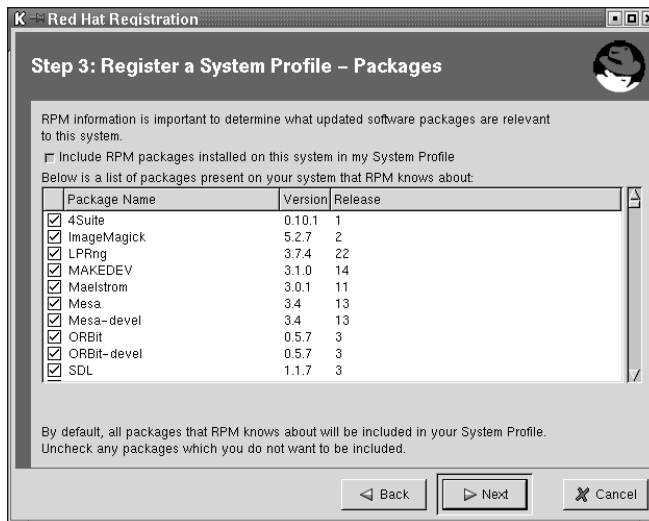 Red Hat Registration
Step 3: Register a System Profile – Packages
RPM information is important to determine what updated software packages are relevant
to this system.
Include RPM packages installed on this system in my System Profile
Below is a list of packages present on your system that RPM knows about:
Package Name Version Release
4Suite 0.10.1 1
ImageMagick 5.2.7 2
LPRng 3.7.4 22
MAKEDEV 3.1.0 14
Maelstrom 3.0.1 11
Mesa 3.4 13
Mesa-devel 3.4 13
ORBit 0.5.7 3
ORBit-devel 0.5.7 3
SDL 1.1.7 3
By default, all packages that RPM knows about will be included in your System Profile.
Uncheck any packages which you do not want to be included.
Back Next Cancel